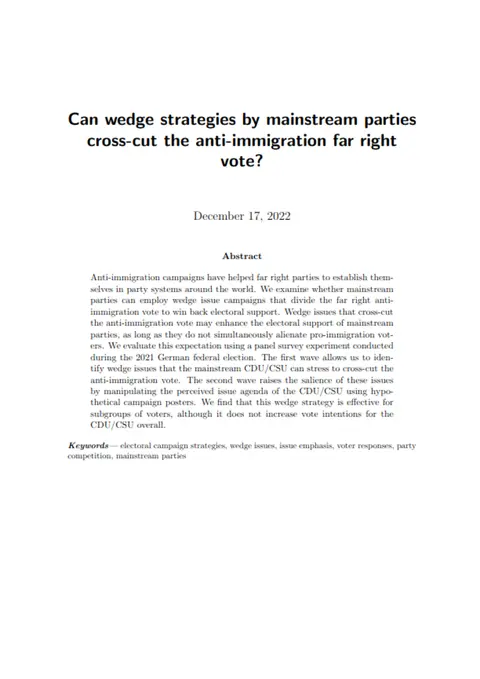 Can wedge strategies by mainstream parties
cross-cut the anti-immigration far right
vote?
December 17, 2022
Abstract
Anti-immigration campaigns have helped far right parties to establish them-
selves in party systems around the world. We examine whether mainstream
parties can employ wedge issue campaigns that divide the far right anti-
immigration vote to win back electoral support. Wedge issues that cross-cut
the anti-immigration vote may enhance the electoral support of mainstream
parties, as long as they do not simultaneously alienate pro-immigration vot-
ers. We evaluate this expectation using a panel survey experiment conducted
during the 2021 German federal election. The first wave allows us to iden-
tify wedge issues that the mainstream CDU/CSU can stress to cross-cut the
anti-immigration vote. The second wave raises the salience of these issues
by manipulating the perceived issue agenda of the CDU/CSU using hypo-
thetical campaign posters. We find that this wedge strategy is effective for
subgroups of voters, although it does not increase vote intentions for the
CDU/CSU overall.
Keywords— electoral campaign strategies, wedge issues, issue emphasis, voter responses, party
competition, mainstream parties